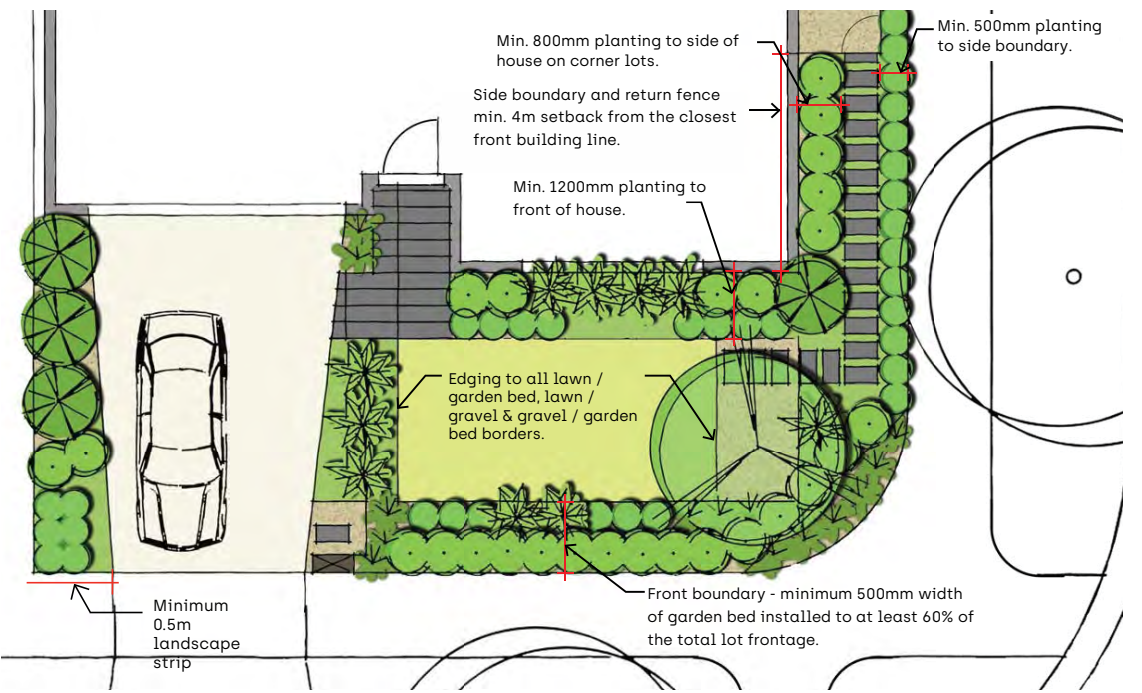 Min. 800mm planting to side of
house on corner lots.
Min. 500mm planting
to side boundary.
Side boundary and return fence
min. 4m setback from the closest
front building line.
Min. 1200mm planting to
front of house.
Edging to all lawn /
garden bed, lawn /
gravel & gravel / garden
bed borders.
Front boundary - minimum 500mm width
of garden bed installed to at least 60% of
the total lot frontage.
Minimum
0.5m
landscape
strip